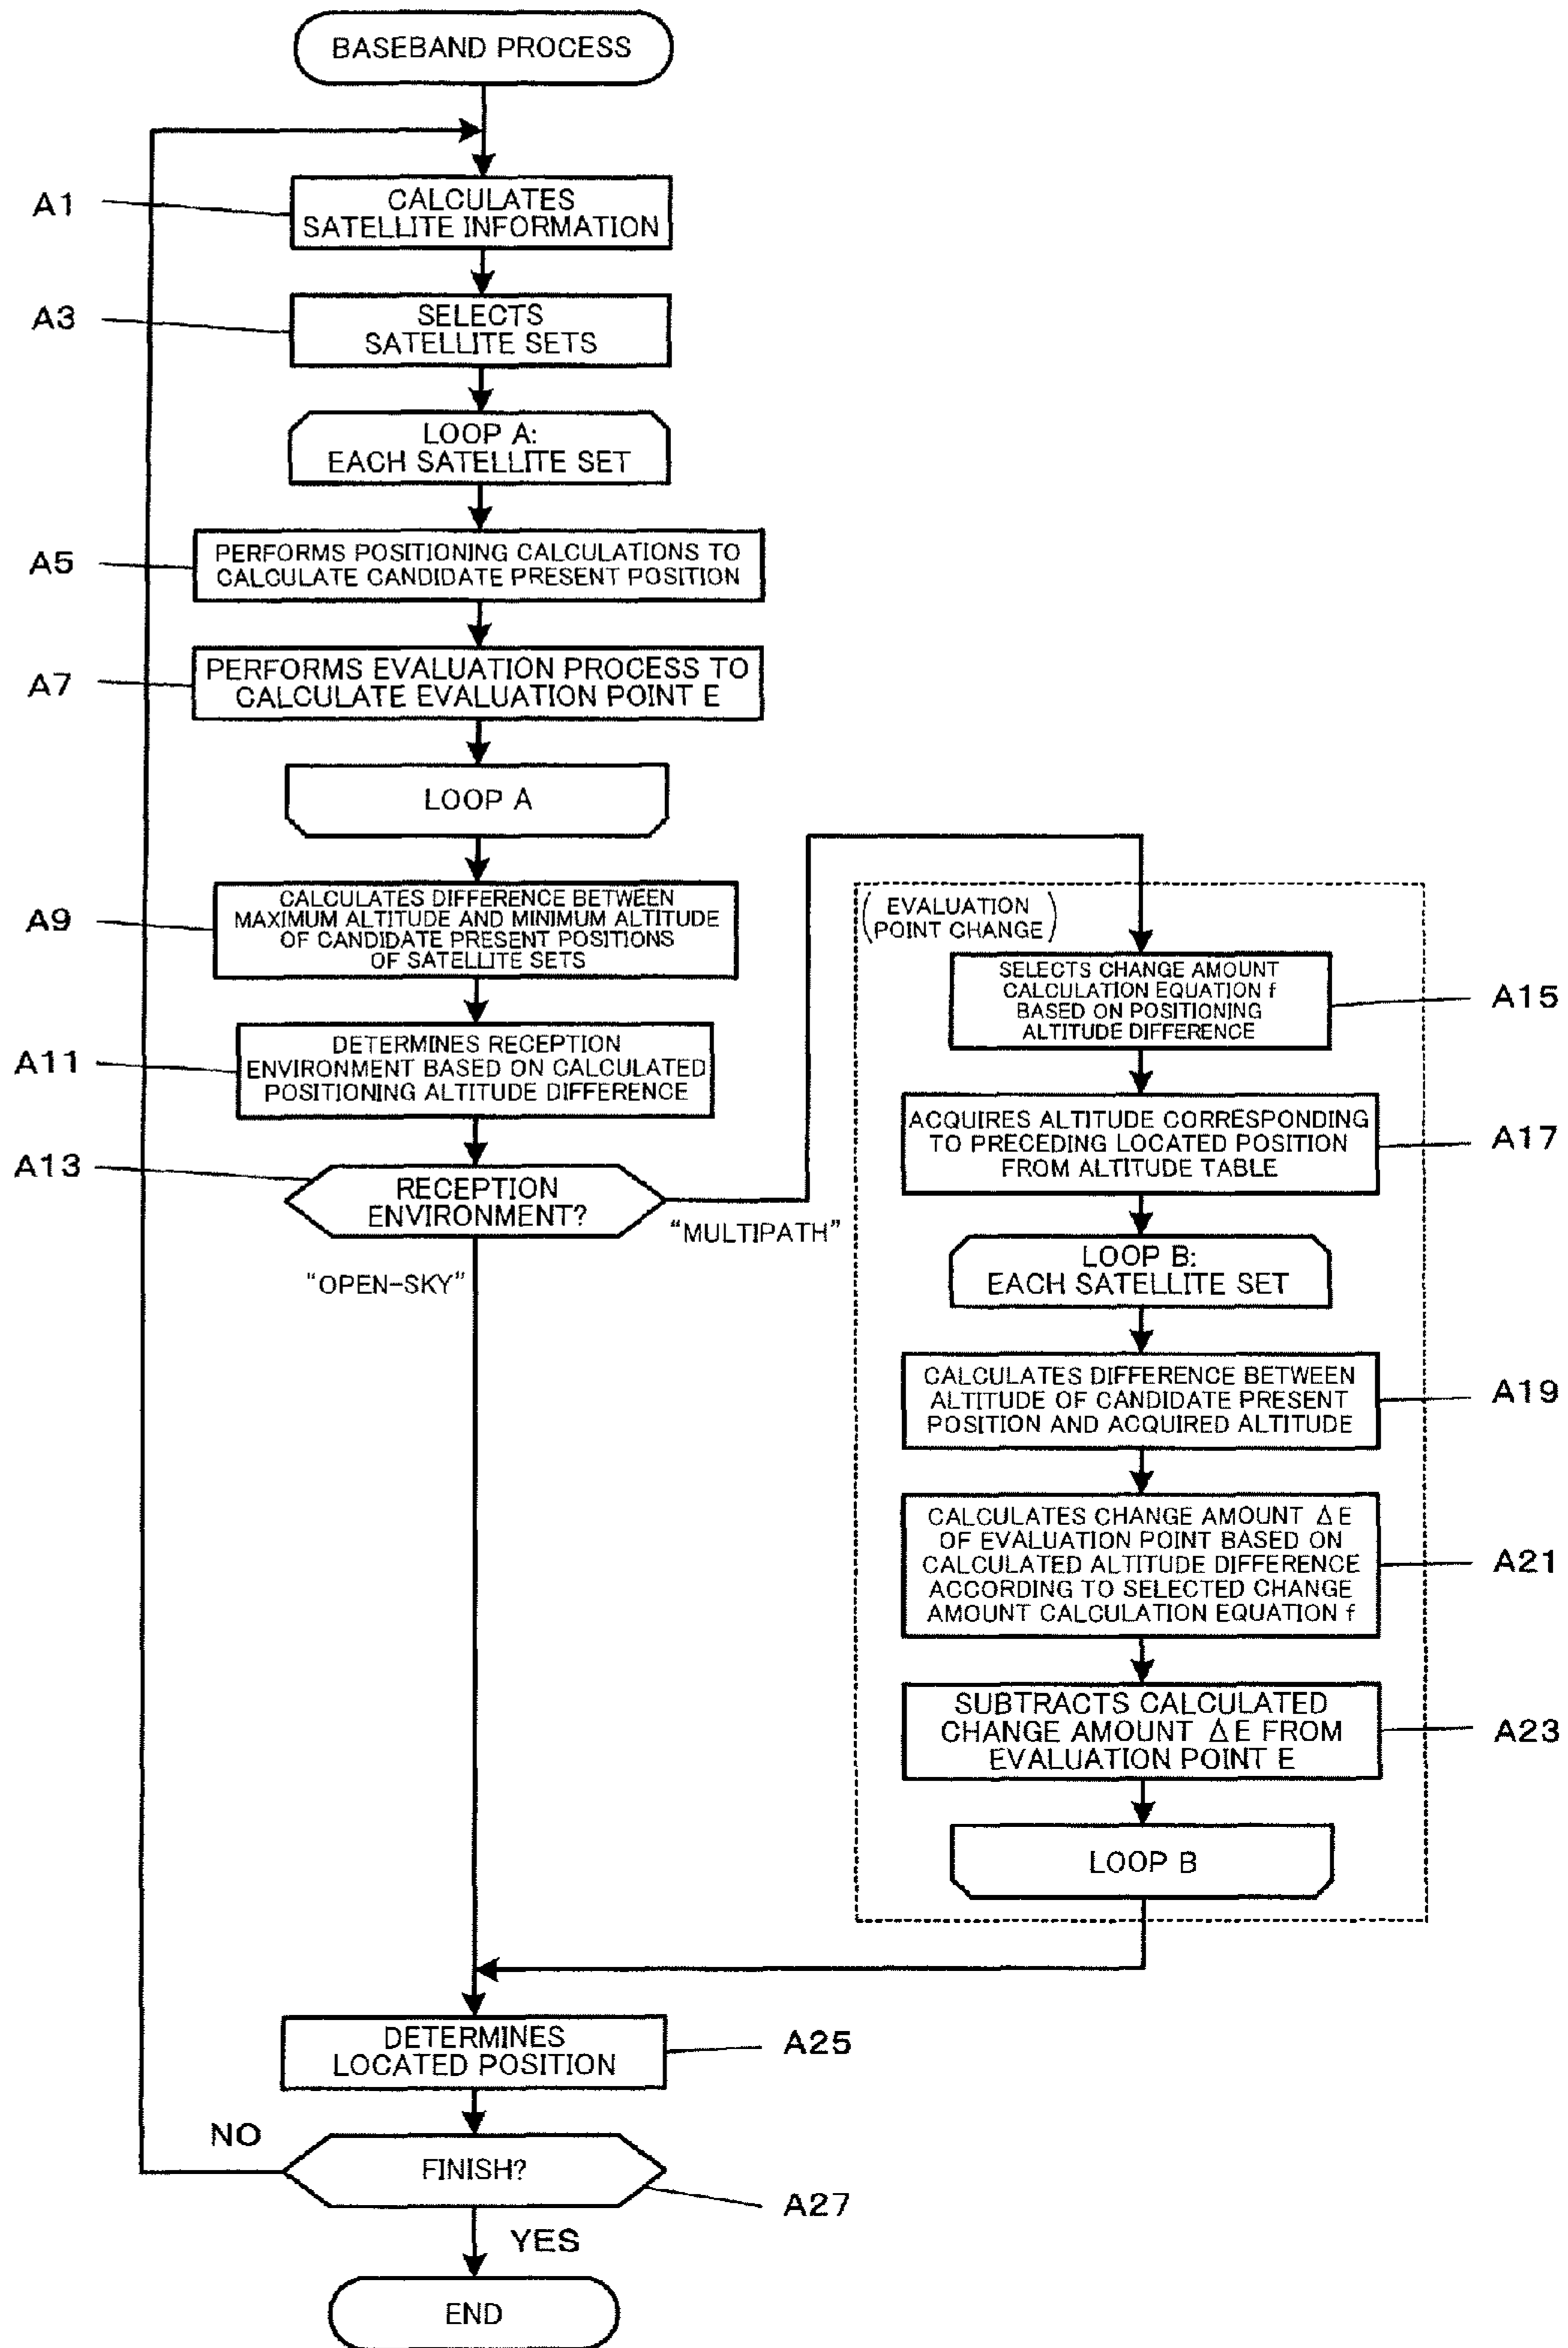 BASEBAND PROCESS
A1
CALCULATES
SATELLITE INFORMATION
A3
SELECTS
SATELLITE SETS
LOOP A:
EACH SATELLITE SET
A5
PERFORMS POSITIONING CALCULATIONS TO
CALCULATE CANDIDATE PRESENT POSITION
A7
PERFORMS EVALUATION PROCESS TO
CALCULATE EVALUATION POINT E
LOOP A
A9
CALCULATES DIFFERENCE BETWEEN
MAXIMUM ALTITUDE AND MINIMUM ALTITUDE
OF CANDIDATE PRESENT POSITIONS
OF SATELLITE SETS
A11
DETERMINES RECEPTION
ENVIRONMENT BASED ON CALCULATED
POSITIONING ALTITUDE DIFFERENCE
A13
RECEPTION
ENVIRONMENT?
"MULTIPATH"
"OPEN-SKY"
(EVALUATION
POINT CHANGE)
SELECTS CHANGE AMOUNT
CALCULATION EQUATION f
BASED ON POSITIONING
ALTITUDE DIFFERENCE
A15
ACQUIRES ALTITUDE CORRESPONDING
TO PRECEDING LOCATED POSITION
FROM ALTITUDE TABLE
A17
LOOP B:
EACH SATELLITE SET
CALCULATES DIFFERENCE BETWEEN
ALTITUDE OF CANDIDATE PRESENT
POSITION AND ACQUIRED ALTITUDE
A19
CALCULATES CHANGE AMOUNT ΔE
OF EVALUATION POINT BASED ON
CALCULATED ALTITUDE DIFFERENCE
ACCORDING TO SELECTED CHANGE
AMOUNT CALCULATION EQUATION f
A21
SUBTRACTS CALCULATED
CHANGE AMOUNT ΔE FROM
EVALUATION POINT E
A23
LOOP B
DETERMINES
LOCATED POSITION
A25
NO
FINISH?
A27
YES
END